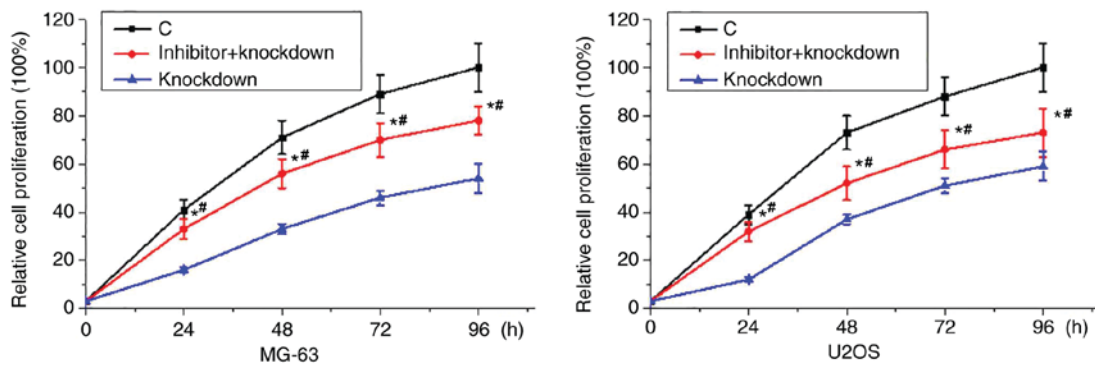 C
Inhibitor+knockdown
Knockdown
Relative cell proliferation (100%)
120
100
80
60
40
20
0
*#
*#
*#
*#
0 24 48 72 96 (h)
MG-63
C
Inhibitor+knockdown
Knockdown
Relative cell proliferation (100%)
120
100
80
60
40
20
0
*#
*#
*#
*#
0 24 48 72 96 (h)
U2OS